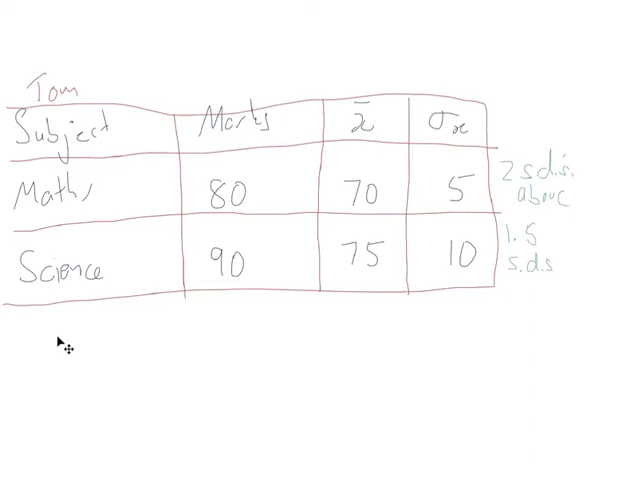 Tom
Subject Marks x̄ σx
Maths 80 70 5
2 s.d.s.
above
Science 90 75 10
1.5
s.d.s